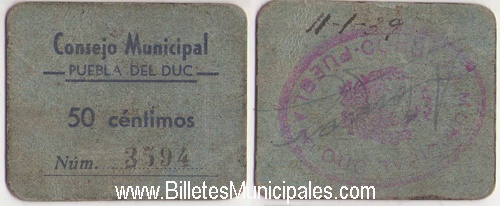 Consejo Municipal
PUEBLA DEL DUC
50 céntimos
Núm. 3594
11-1-39
www.BilletesMunicipales.com